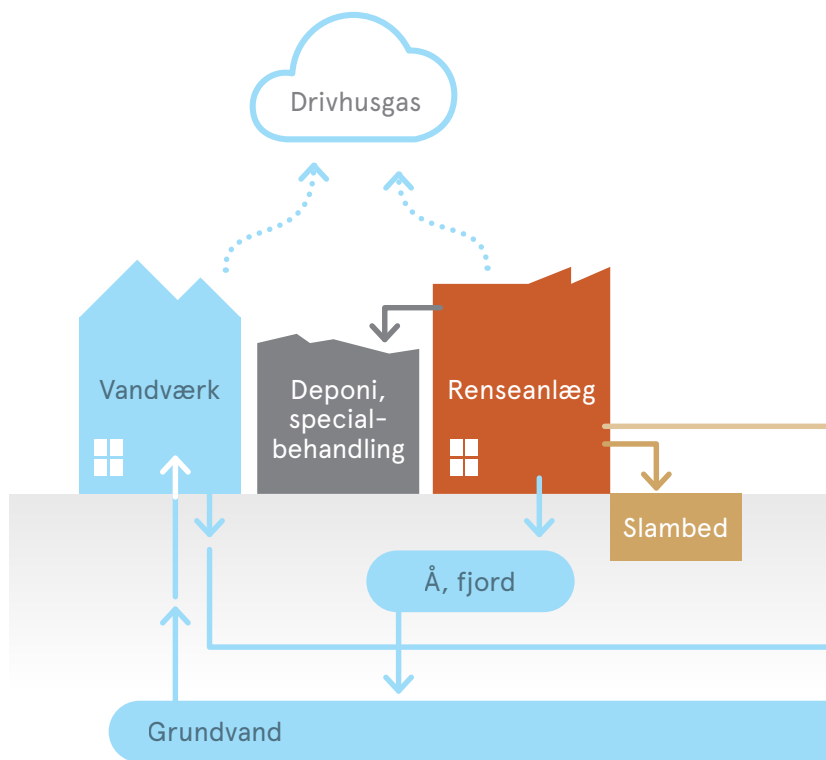 Drivhusgas
Vandværk
Deponi,
special-
behandling
Renseanlæg
Slambed
Å, fjord
Grundvand